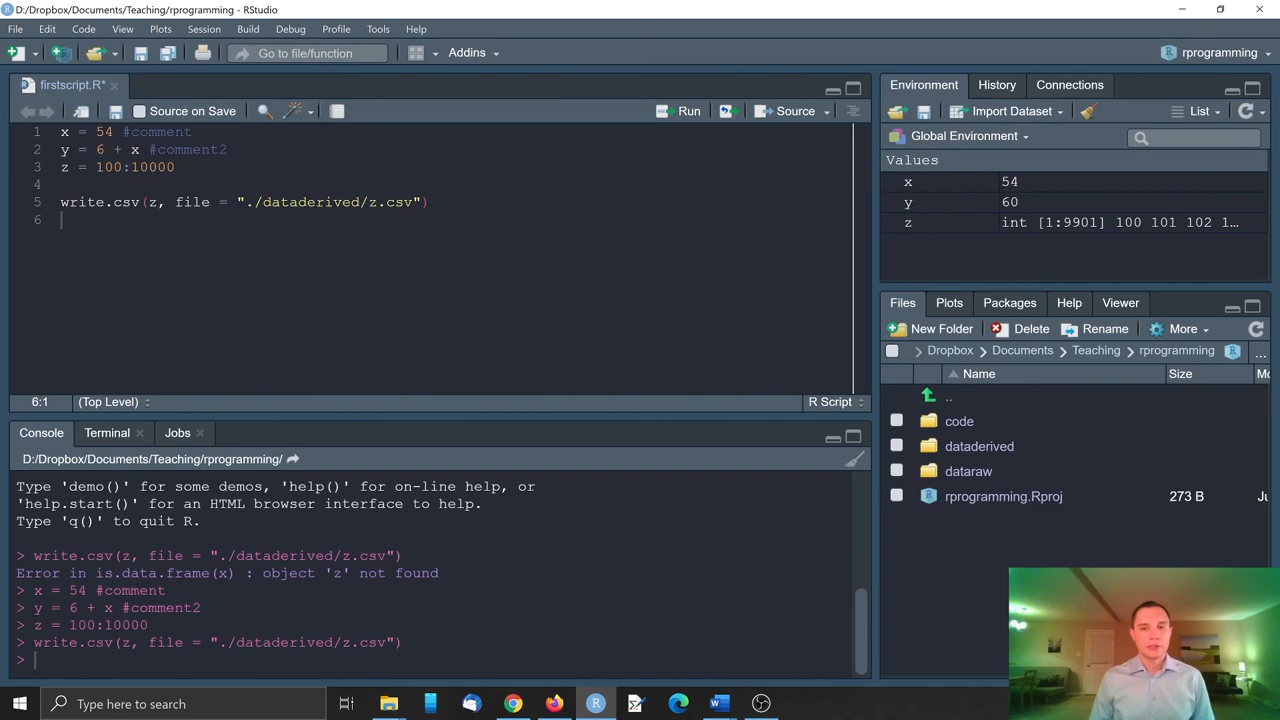 D:/Dropbox/Documents/Teaching/rprogramming - RStudio
File Edit Code View Plots Session Build Debug Profile Tools Help
Go to file/function
Addins
rprogramming
firstscript.R*
Source on Save
Run
Source
1 x = 54 #comment
2 y = 6 + x #comment2
3 z = 100:10000
4
5 write.csv(z, file = "./dataderived/z.csv")
6
6:1 (Top Level) R Script
Console Terminal Jobs
D:/Dropbox/Documents/Teaching/rprogramming/
Type 'demo()' for some demos, 'help()' for on-line help, or
'help.start()' for an HTML browser interface to help.
Type 'q()' to quit R.
> write.csv(z, file = "./dataderived/z.csv")
Error in is.data.frame(x) : object 'z' not found
> x = 54 #comment
> y = 6 + x #comment2
> z = 100:10000
> write.csv(z, file = "./dataderived/z.csv")
>
Environment History Connections
Import Dataset List
Global Environment
Values
x 54
y 60
z int [1:9901] 100 101 102 1…
Files Plots Packages Help Viewer
New Folder Delete Rename More
Dropbox Documents Teaching rprogramming ...
Name Size Mo
..
code
dataderived
dataraw
rprogramming.Rproj 273 B Ju
Type here to search